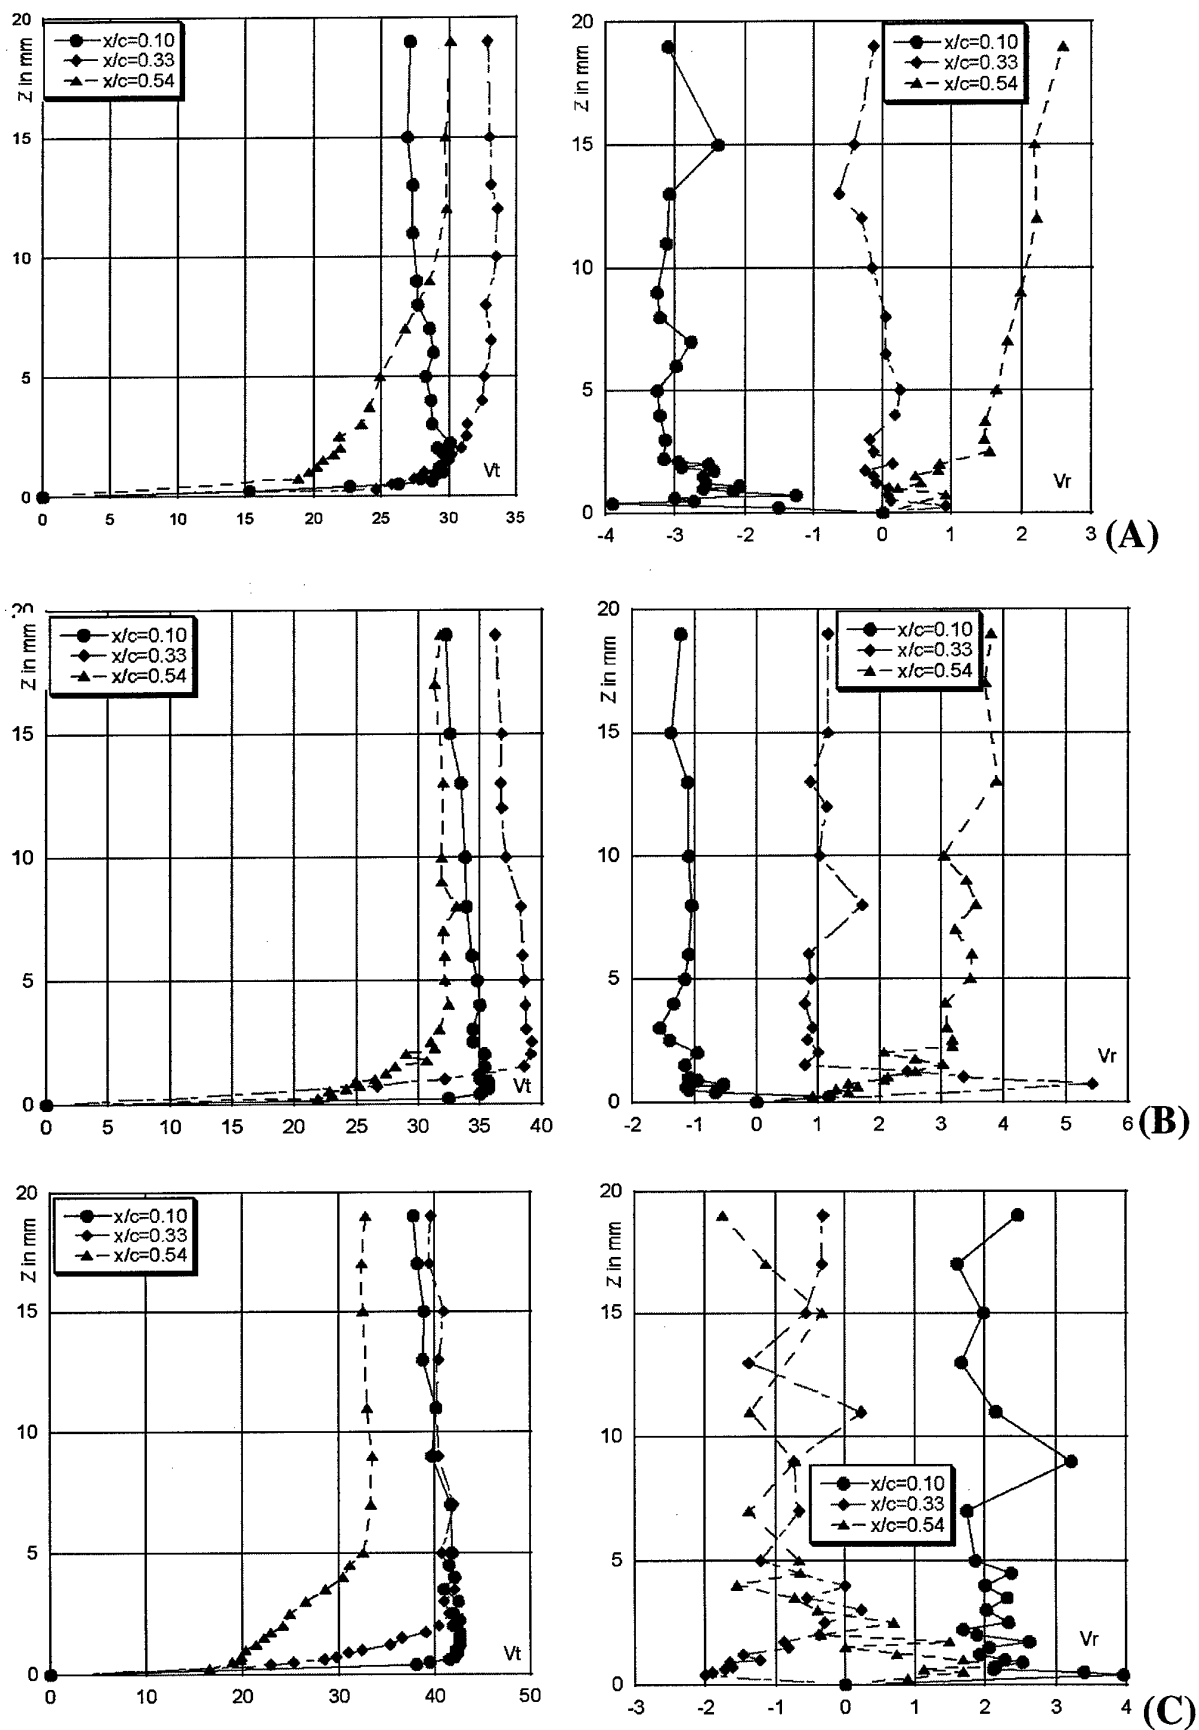 20
Z in mm
x/c=0.10
x/c=0.33
x/c=0.54
15
10
5
Vt
0
0 5 10 15 20 25 30 35
20
Z in mm
x/c=0.10
x/c=0.33
x/c=0.54
15
10
5
Vr
0
-4 -3 -2 -1 0 1 2 3
(A)
20
Z in mm
x/c=0.10
x/c=0.33
x/c=0.54
15
10
5
Vt
0
0 5 10 15 20 25 30 35 40
20
Z in mm
x/c=0.10
x/c=0.33
x/c=0.54
15
10
5
Vr
0
-2 -1 0 1 2 3 4 5 6
(B)
20
Z in mm
x/c=0.10
x/c=0.33
x/c=0.54
15
10
5
Vt
0
0 10 20 30 40 50
20
Z in mm
15
10
x/c=0.10
x/c=0.33
x/c=0.54
5
Vr
0
-2 -1 0 1 2 3 4
(C)